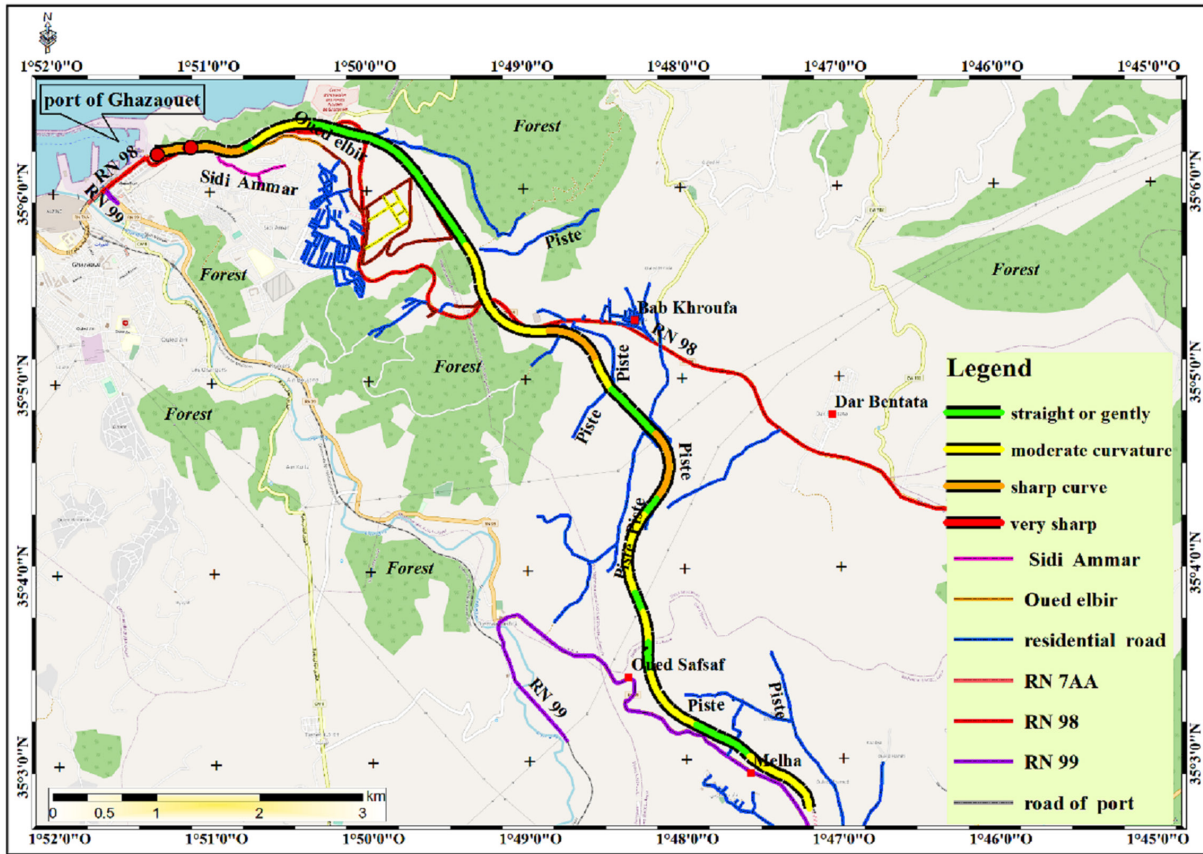 N
1°52'0"O
1°51'0"O
1°50'0"O
1°49'0"O
1°48'0"O
1°47'0"O
1°46'0"O
1°45'0"O
port of Ghazaouet
Oued elbir
Forest
RN 98
Sidi Ammar
RN 99
35°6'0"N
35°6'0"N
Piste
Forest
Forest
Bab Khroufa
RN 98
Piste
Forest
35°5'0"N
35°5'0"N
Dar Bentata
Forest
Piste
Piste
Piste
Piste
Forest
35°4'0"N
35°4'0"N
Oued Safsaf
RN 99
Piste
Piste
Melha
35°3'0"N
35°3'0"N
Legend
straight or gently
moderate curvature
sharp curve
very sharp
Sidi Ammar
Oued elbir
residential road
RN 7AA
RN 98
RN 99
road of port
km
0 0.5 1 2 3
1°52'0"O
1°51'0"O
1°50'0"O
1°49'0"O
1°48'0"O
1°47'0"O
1°46'0"O
1°45'0"O